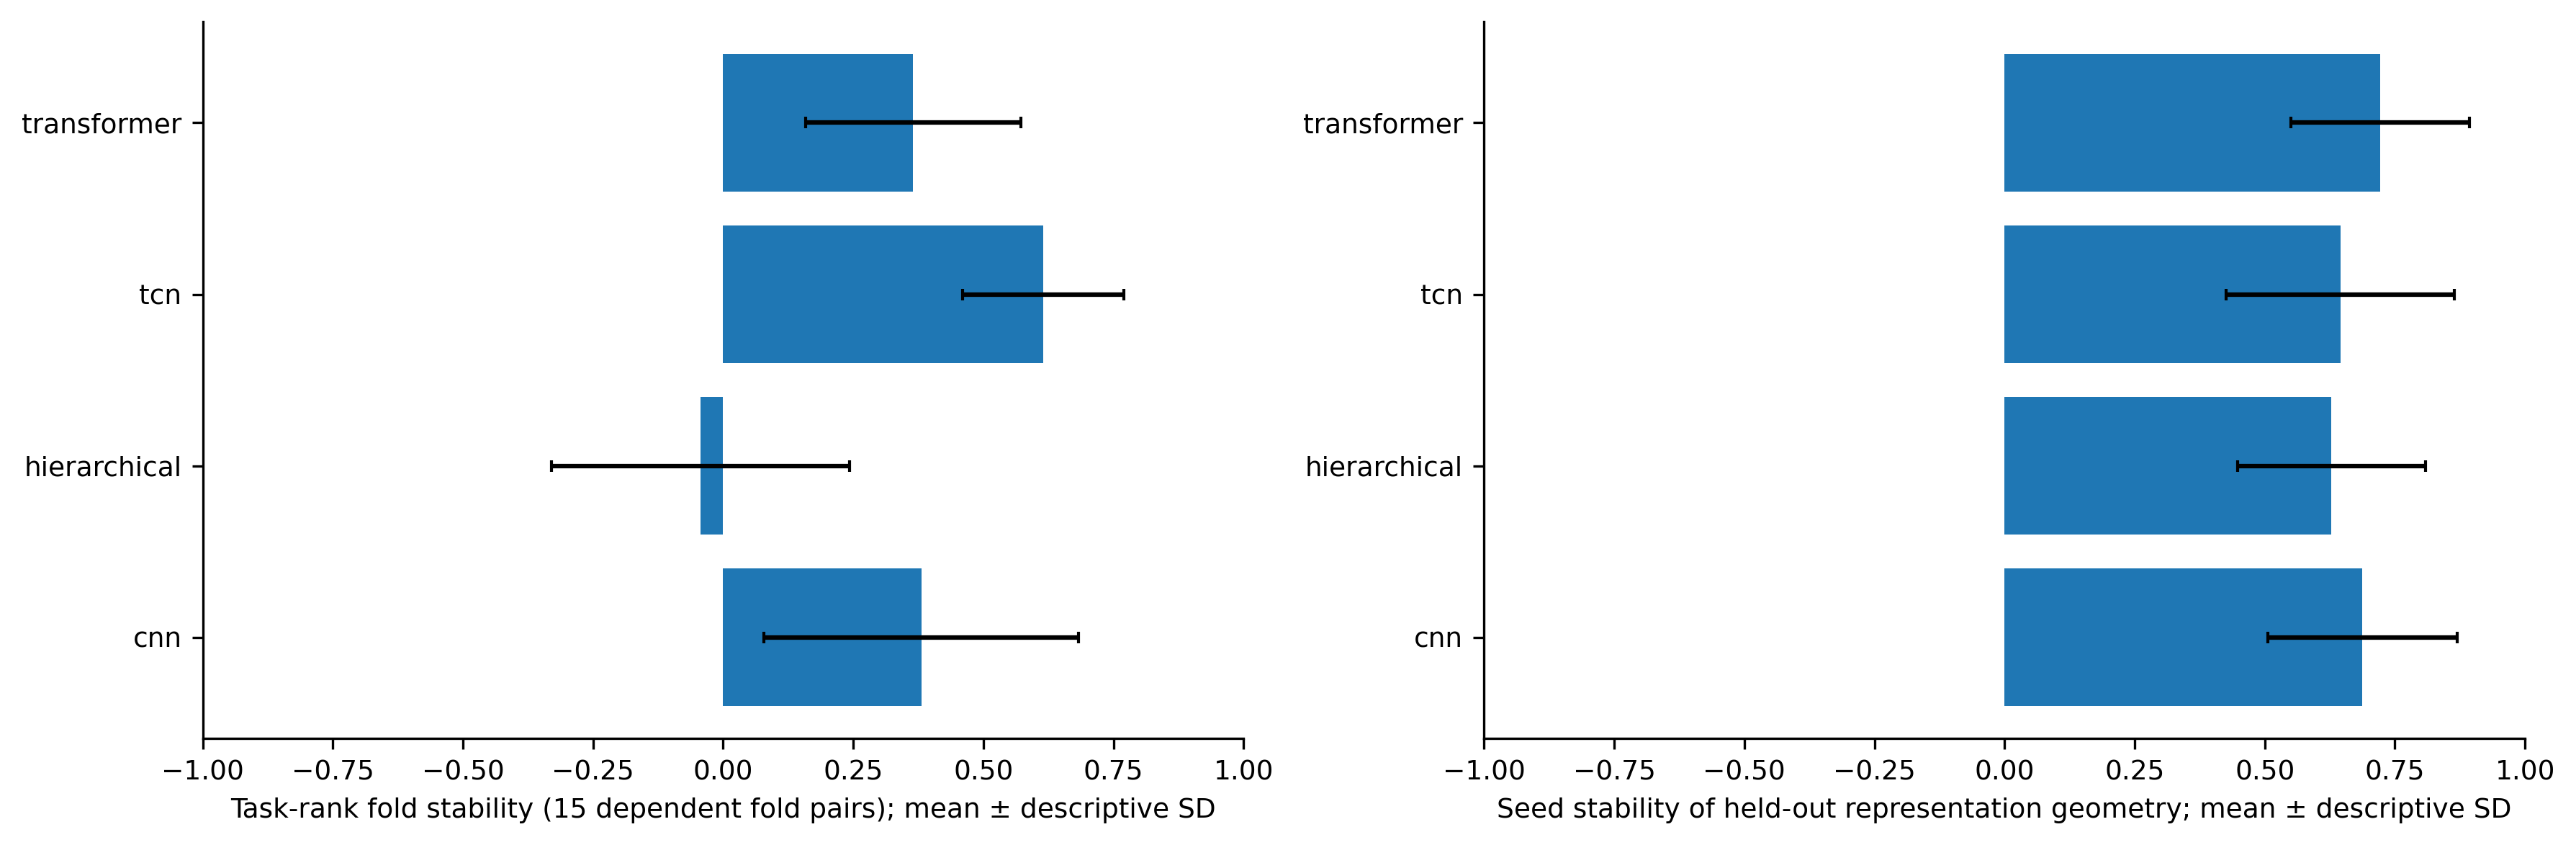 transformer
tcn
hierarchical
cnn
−1.00 −0.75 −0.50 −0.25 0.00 0.25 0.50 0.75 1.00
Task-rank fold stability (15 dependent fold pairs); mean ± descriptive SD
transformer
tcn
hierarchical
cnn
−1.00 −0.75 −0.50 −0.25 0.00 0.25 0.50 0.75 1.00
Seed stability of held-out representation geometry; mean ± descriptive SD